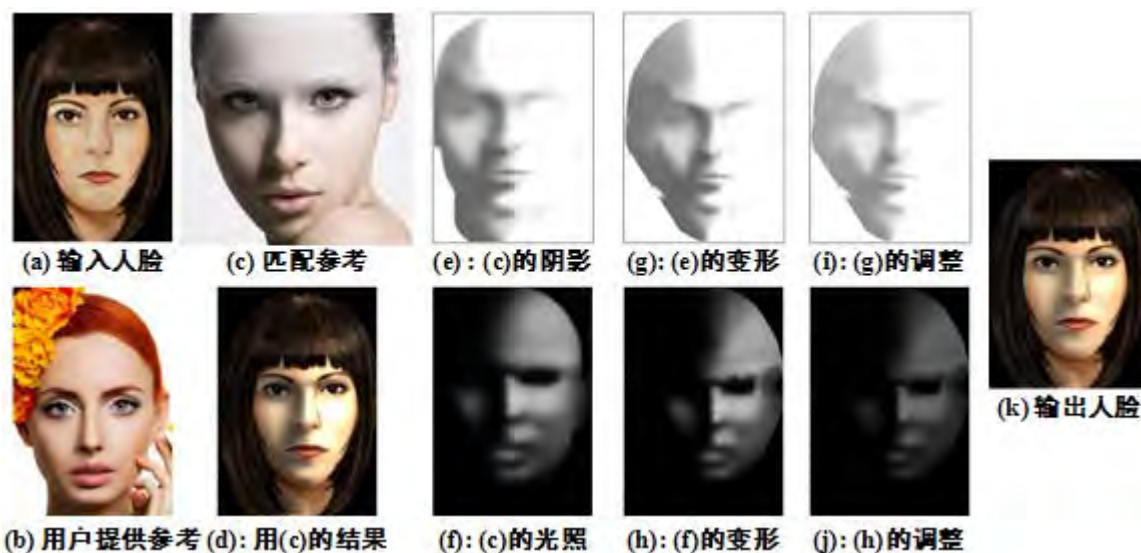 (a) 输入人脸
(c) 匹配参考
(e) : (c)的阴影
(g): (e)的变形
(i): (g)的调整
(k) 输出人脸
(b) 用户提供参考
(d): 用(c)的结果
(f): (c)的光照
(h): (f)的变形
(j): (h)的调整